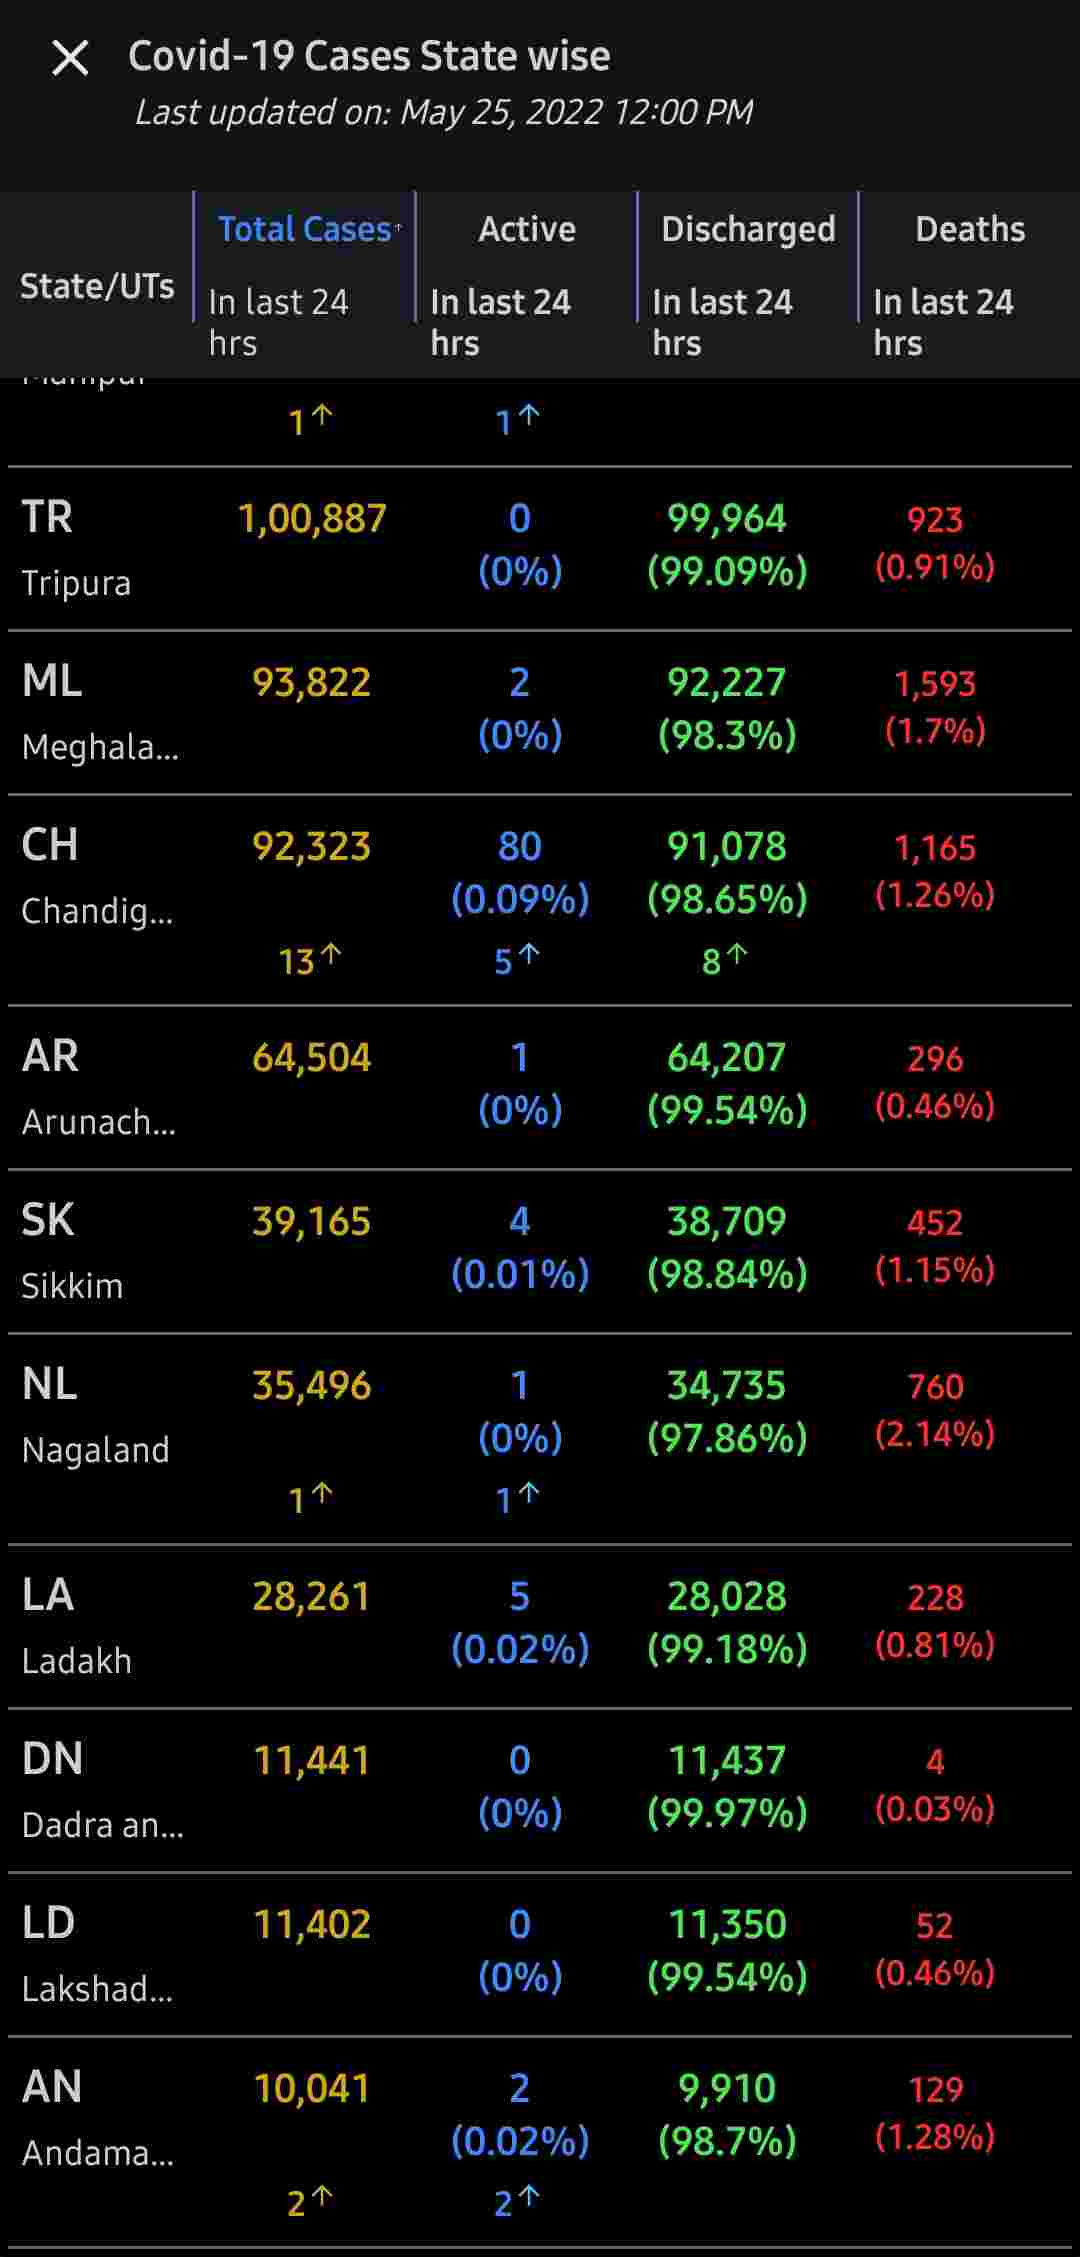 Covid-19 Cases State wise
Last updated on: May 25, 2022 12:00 PM
State/UTs
Total Cases↑ Active Discharged Deaths
In last 24 hrs In last 24 hrs In last 24 hrs In last 24 hrs
Manipur
1↑ 1↑
TR 1,00,887 0 99,964 923
(0%) (99.09%) (0.91%)
Tripura
ML 93,822 2 92,227 1,593
(0%) (98.3%) (1.7%)
Meghala...
CH 92,323 80 91,078 1,165
(0.09%) (98.65%) (1.26%)
Chandig...
13↑ 5↑ 8↑
AR 64,504 1 64,207 296
(0%) (99.54%) (0.46%)
Arunach...
SK 39,165 4 38,709 452
(0.01%) (98.84%) (1.15%)
Sikkim
NL 35,496 1 34,735 760
(0%) (97.86%) (2.14%)
Nagaland
1↑ 1↑
LA 28,261 5 28,028 228
(0.02%) (99.18%) (0.81%)
Ladakh
DN 11,441 0 11,437 4
(0%) (99.97%) (0.03%)
Dadra an...
LD 11,402 0 11,350 52
(0%) (99.54%) (0.46%)
Lakshad...
AN 10,041 2 9,910 129
(0.02%) (98.7%) (1.28%)
Andama...
2↑ 2↑